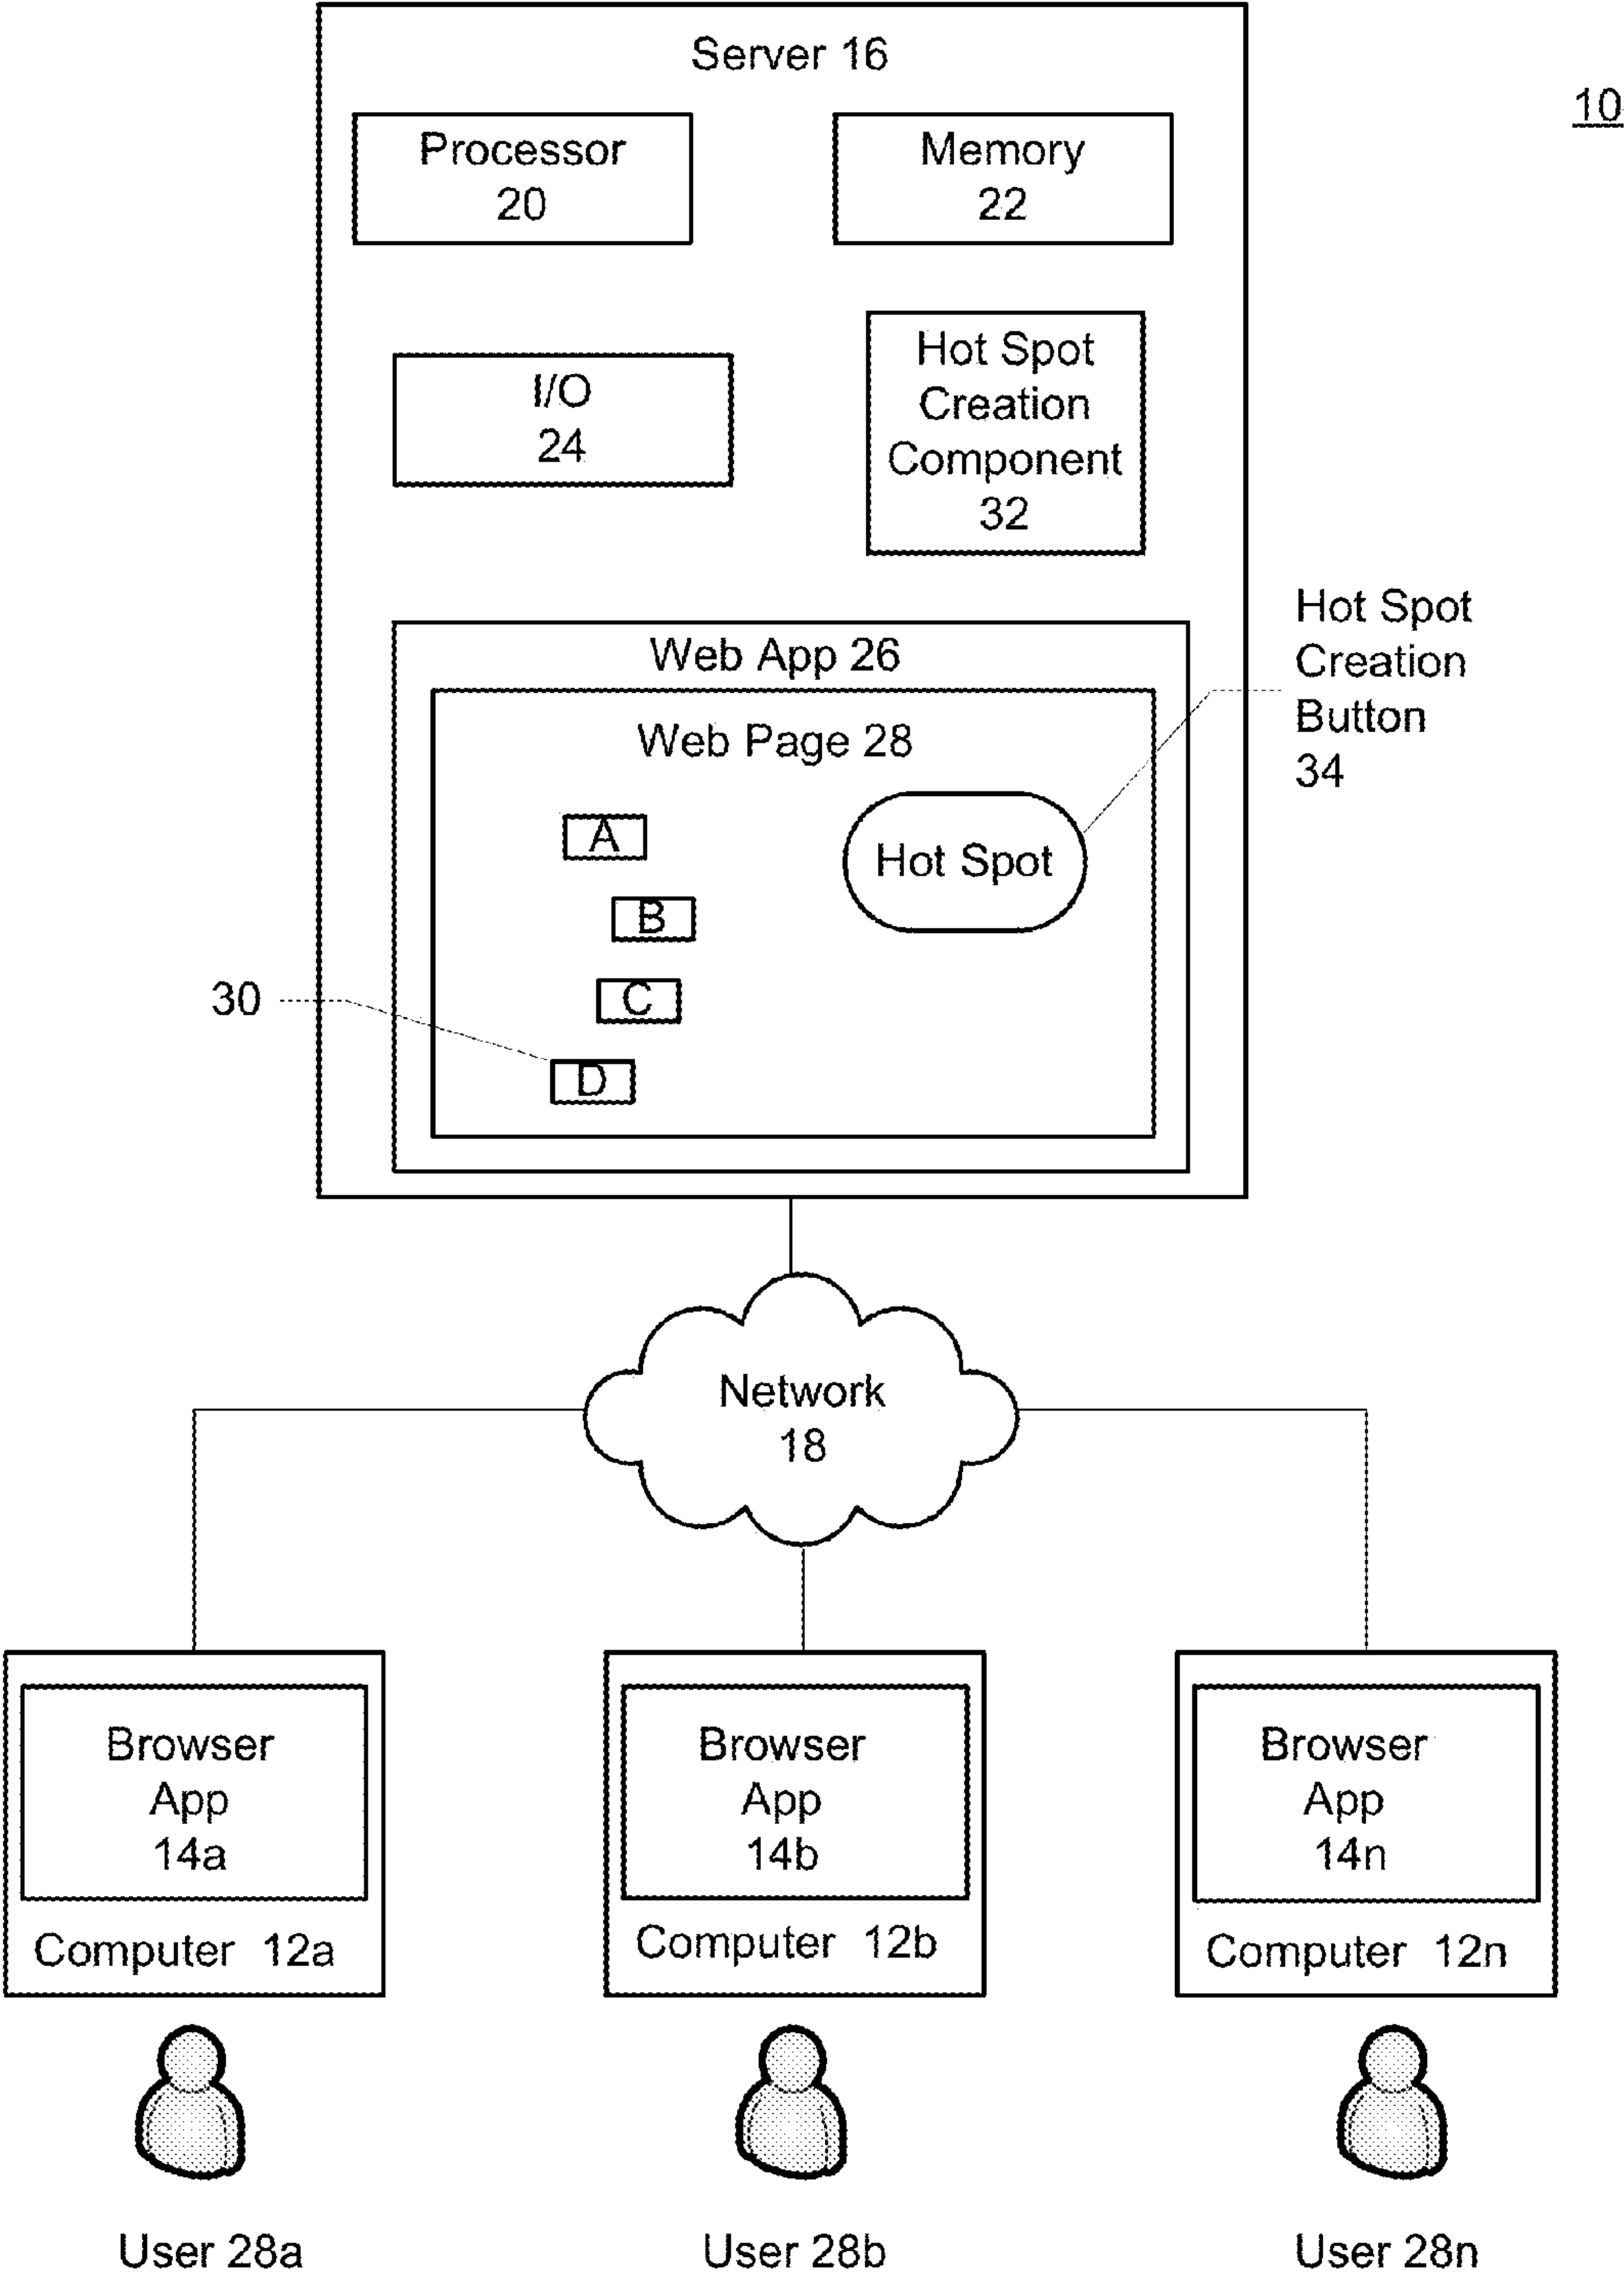 Server 16
10
Processor
20
Memory
22
I/O
24
Hot Spot
Creation
Component
32
Hot Spot
Creation
Button
34
Web App 26
Web Page 28
A
Hot Spot
B
C
30
D
Network
18
Browser
App
14a
Computer 12a
Browser
App
14b
Computer 12b
Browser
App
14n
Computer 12n
User 28a
User 28b
User 28n